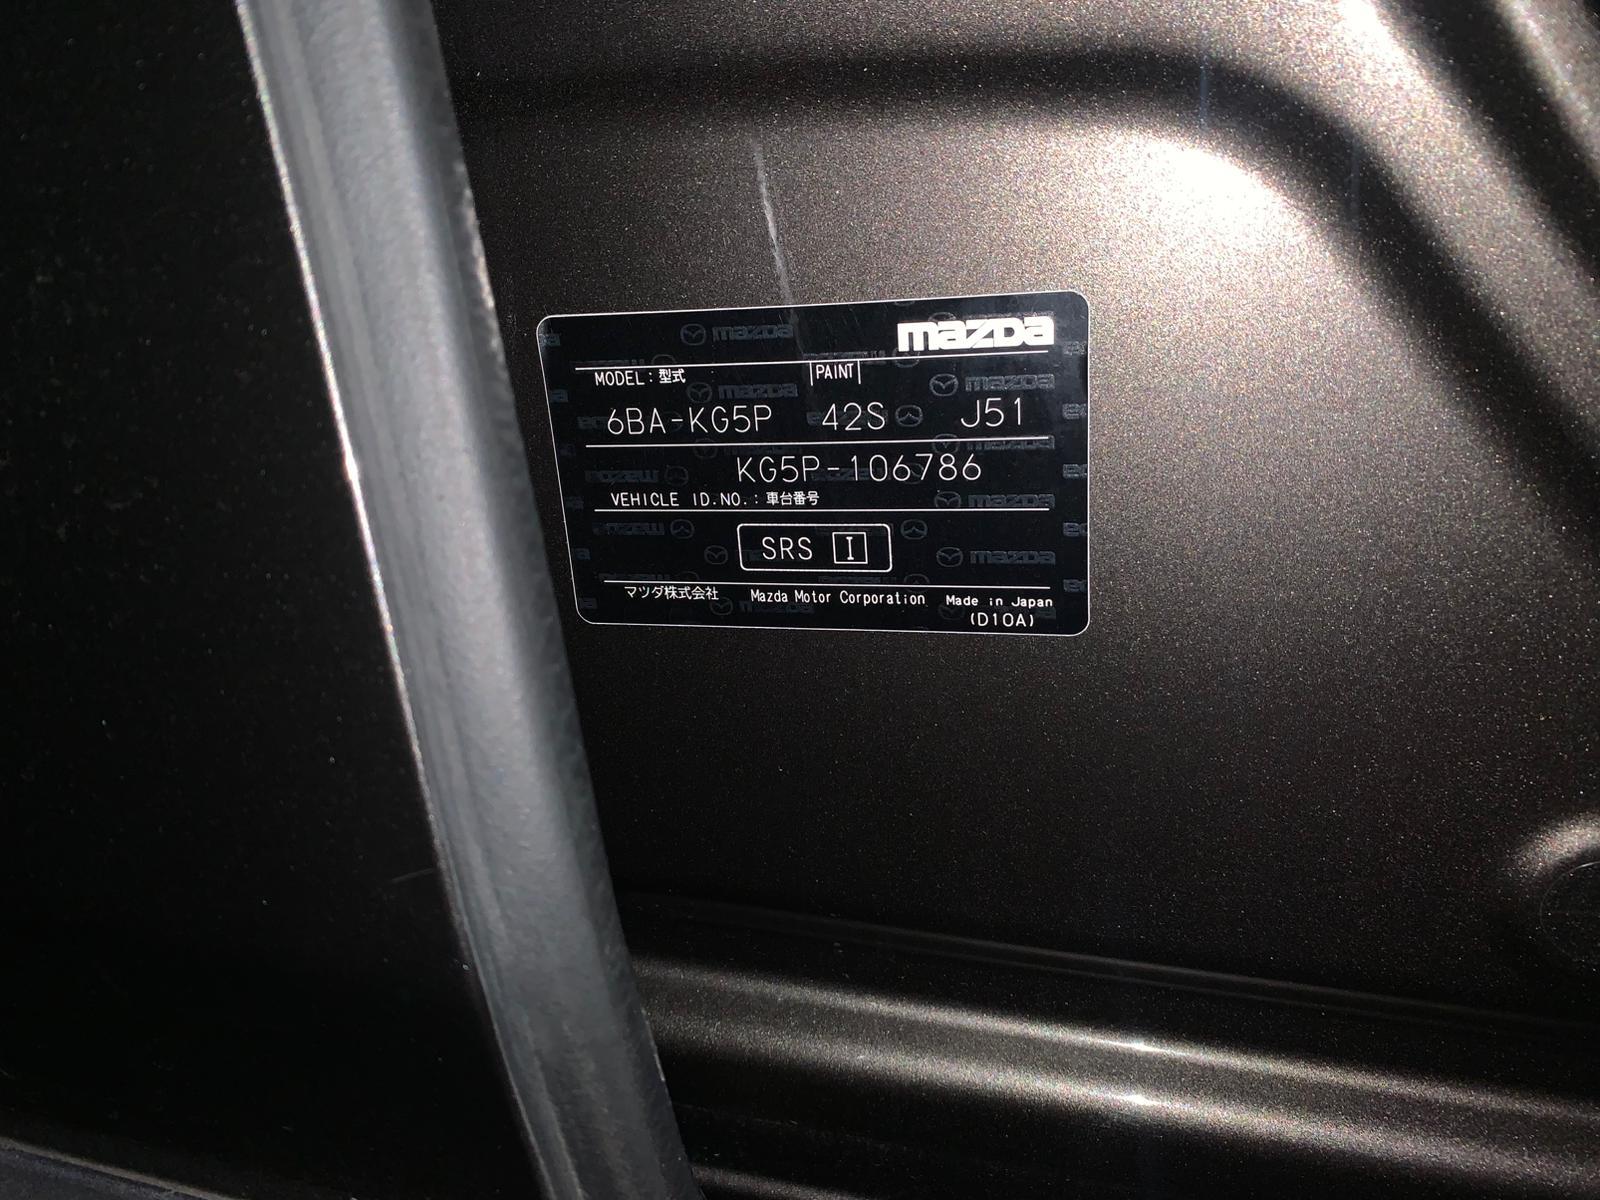 mazda
MODEL : 型式 PAINT
6BA-KG5P 42S J51
KG5P-106786
VEHICLE ID.NO. : 車台番号
SRS I
マツダ株式会社 Mazda Motor Corporation Made in Japan
(D10A)